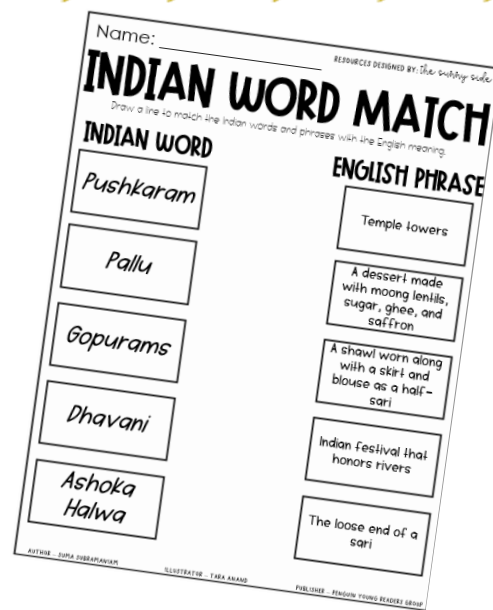 Name:
RESOURCES DESIGNED BY: the sunny side
INDIAN WORD MATCH
Draw a line to match the Indian words and phrases with the English meaning.
INDIAN WORD
ENGLISH PHRASE
Pushkaram
Pallu
Gopurams
Dhavani
Ashoka
Halwa
Temple towers
A dessert made
with moong lentils,
sugar, ghee, and
saffron
A shawl worn along
with a skirt and
blouse as a half-
sari
Indian festival that
honors rivers
The loose end of a
sari
AUTHOR - SUMA SUBRAMANIAM
ILLUSTRATOR - TARA ANAND
PUBLISHER - PENGUIN YOUNG READERS GROUP